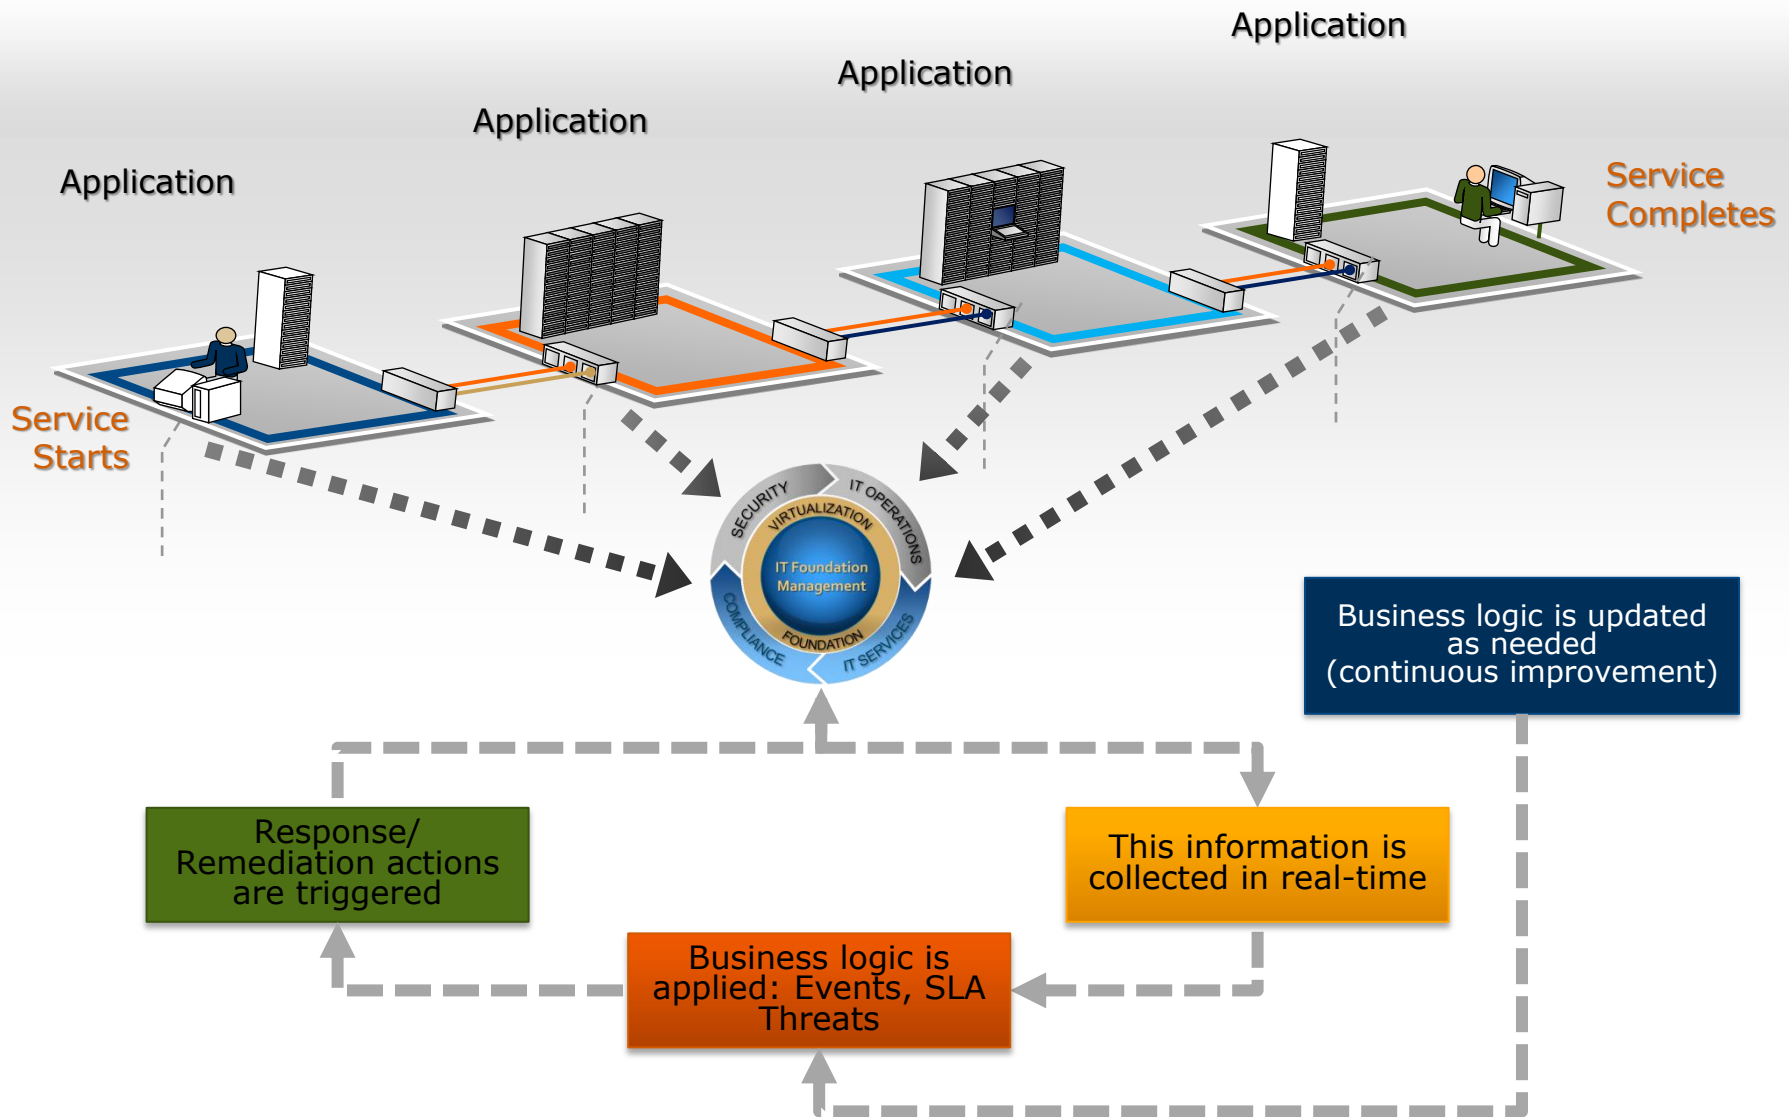 Application
Application
Application
Application
Service
Completes
Service
Starts
SECURITY
IT OPERATIONS
VIRTUALIZATION
IT Foundation
Management
FOUNDATION
COMPLIANCE
IT SERVICES
Business logic is updated
as needed
(continuous improvement)
Response/
Remediation actions
are triggered
This information is
collected in real-time
Business logic is
applied: Events, SLA
Threats